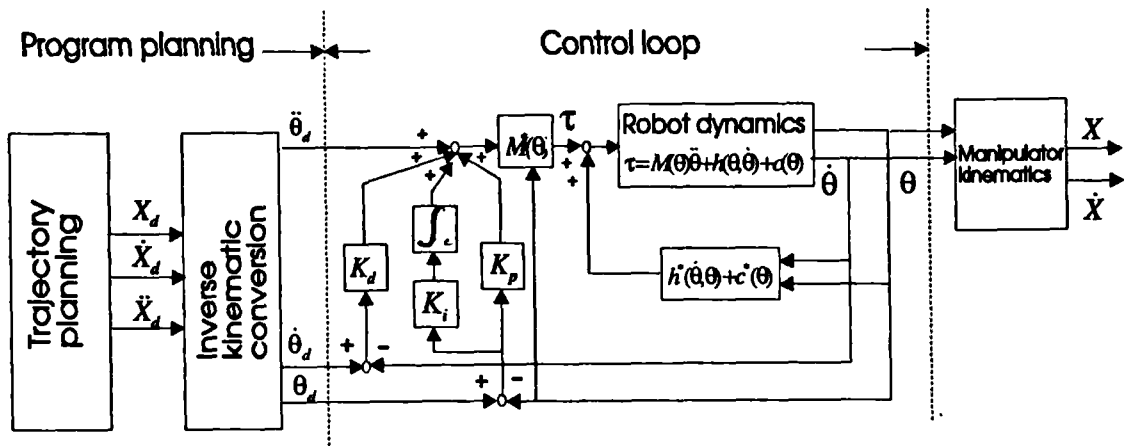 Program planning
Control loop
Trajectory
planning
X_d
Ẋ_d
Ẍ_d
Inverse
kinematic
conversion
θ̈_d
θ̇_d
θ_d
+
+
+
+
K_d
∫
K_i
K_p
+
-
+
-
τ
+
+
Robot dynamics
τ=M(θ)θ̈+h(θ,θ̇)+c(θ)
h*(θ̇,θ)+c*(θ)
θ̇
θ
Manipulator
kinematics
X
Ẋ